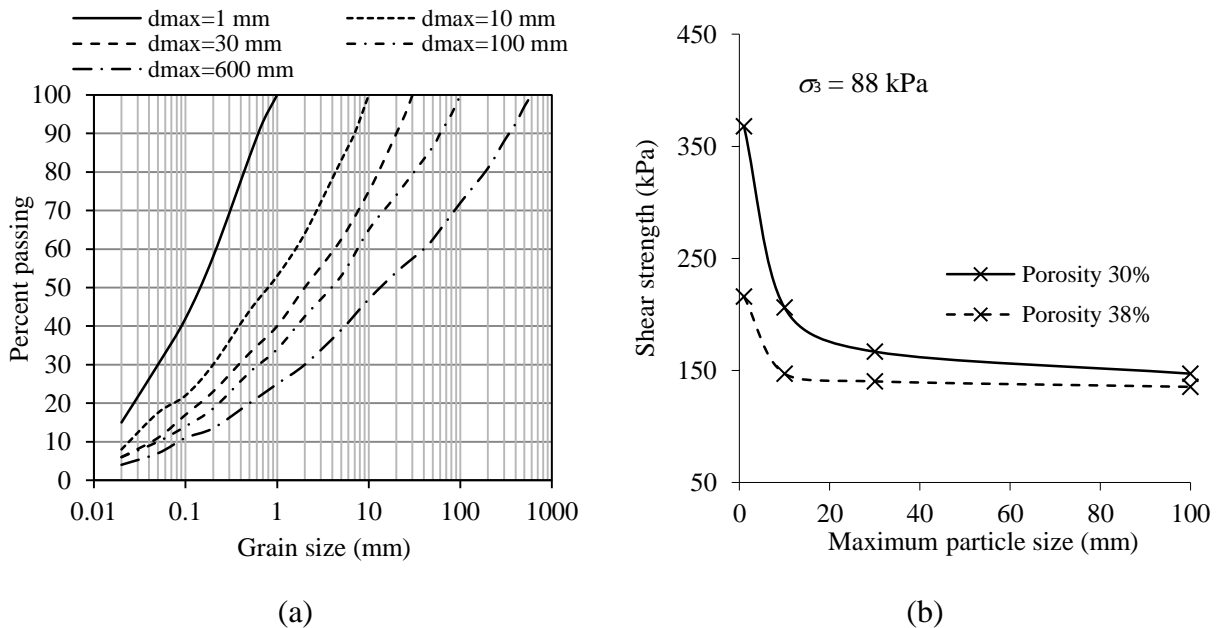 dmax=1 mm
dmax=10 mm
dmax=30 mm
dmax=100 mm
dmax=600 mm
100
90
80
70
60
50
40
30
20
10
0
Percent passing
0.01 0.1 1 10 100 1000
Grain size (mm)
(a)
450
350
250
150
50
Shear strength (kPa)
σ3 = 88 kPa
Porosity 30%
Porosity 38%
0 20 40 60 80 100
Maximum particle size (mm)
(b)